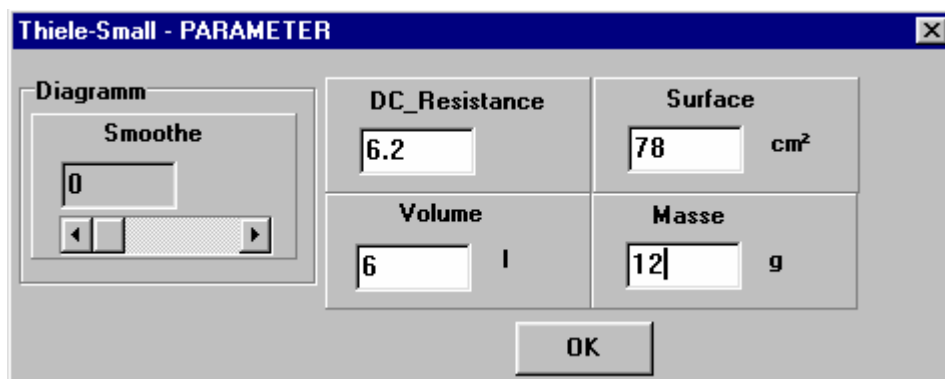 Thiele-Small - PARAMETER
Diagramm
Smoothe
0
DC_Resistance
6.2
Surface
78 cm²
Volume
6 l
Masse
12 g
OK